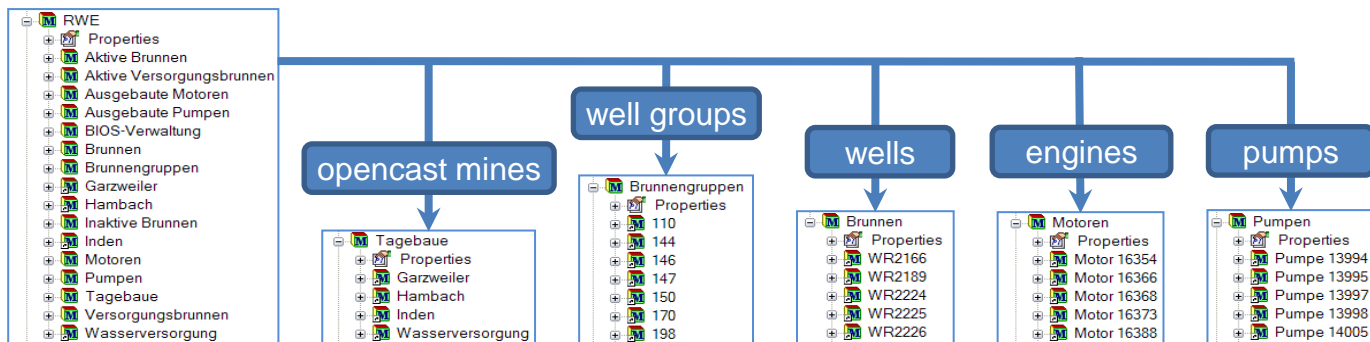 RWE
Properties
Aktive Brunnen
Aktive Versorgungsbrunnen
Ausgebaute Motoren
Ausgebaute Pumpen
BIOS-Verwaltung
Brunnen
Brunnengruppen
Garzweiler
Hambach
Inaktive Brunnen
Inden
Motoren
Pumpen
Tagebaue
Versorgungsbrunnen
Wasserversorgung
opencast mines
Tagebaue
Properties
Garzweiler
Hambach
Inden
Wasserversorgung
well groups
Brunnengruppen
Properties
110
144
146
147
150
170
198
wells
Brunnen
Properties
WR2166
WR2189
WR2224
WR2225
WR2226
engines
Motoren
Properties
Motor 16354
Motor 16366
Motor 16368
Motor 16373
Motor 16388
pumps
Pumpen
Properties
Pumpe 13994
Pumpe 13995
Pumpe 13997
Pumpe 13998
Pumpe 14005